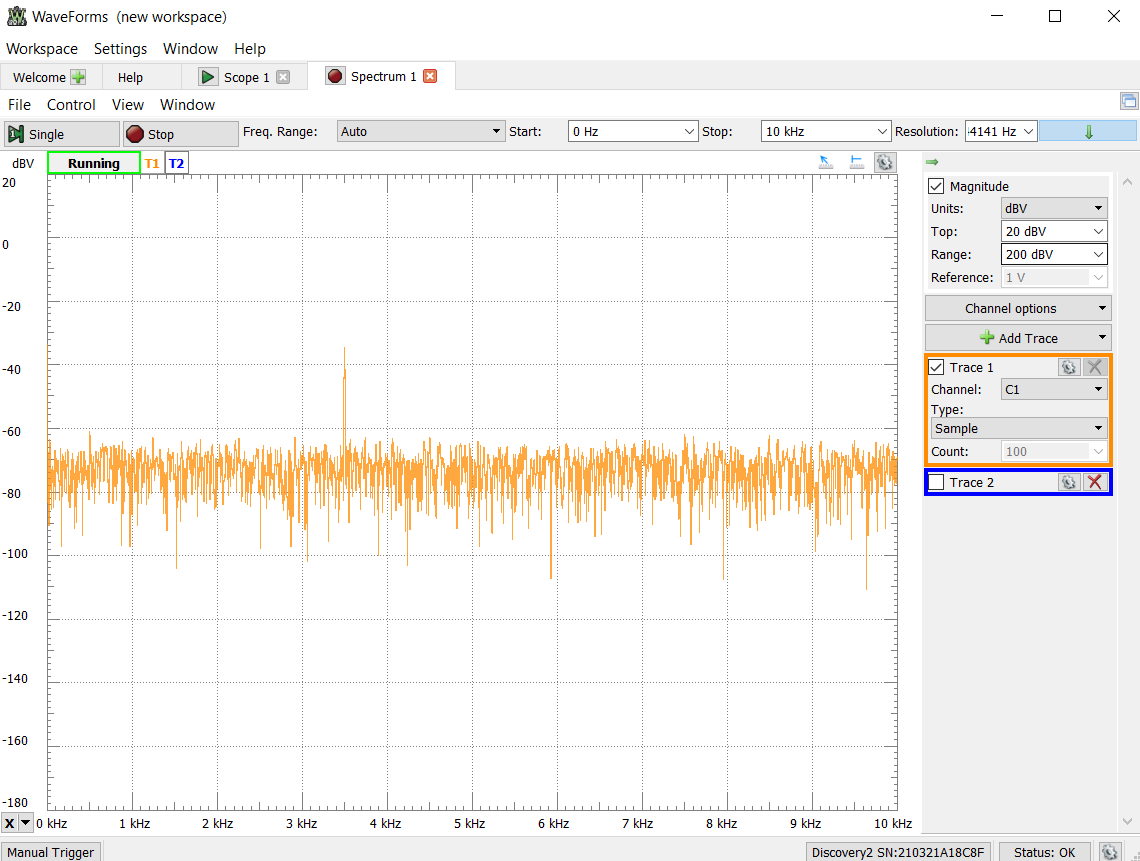 WaveForms (new workspace)
Workspace Settings Window Help
Welcome Help Scope 1 Spectrum 1
File Control View Window
Single Stop Freq. Range: Auto Start: 0 Hz Stop: 10 kHz Resolution: 4141 Hz
dBV Running T1 T2
20
0
-20
-40
-60
-80
-100
-120
-140
-160
-180
X 0 kHz 1 kHz 2 kHz 3 kHz 4 kHz 5 kHz 6 kHz 7 kHz 8 kHz 9 kHz 10 kHz
Magnitude
Units: dBV
Top: 20 dBV
Range: 200 dBV
Reference: 1 V
Channel options
Add Trace
Trace 1
Channel: C1
Type:
Sample
Count: 100
Trace 2
Manual Trigger Discovery2 SN:210321A18C8F Status: OK